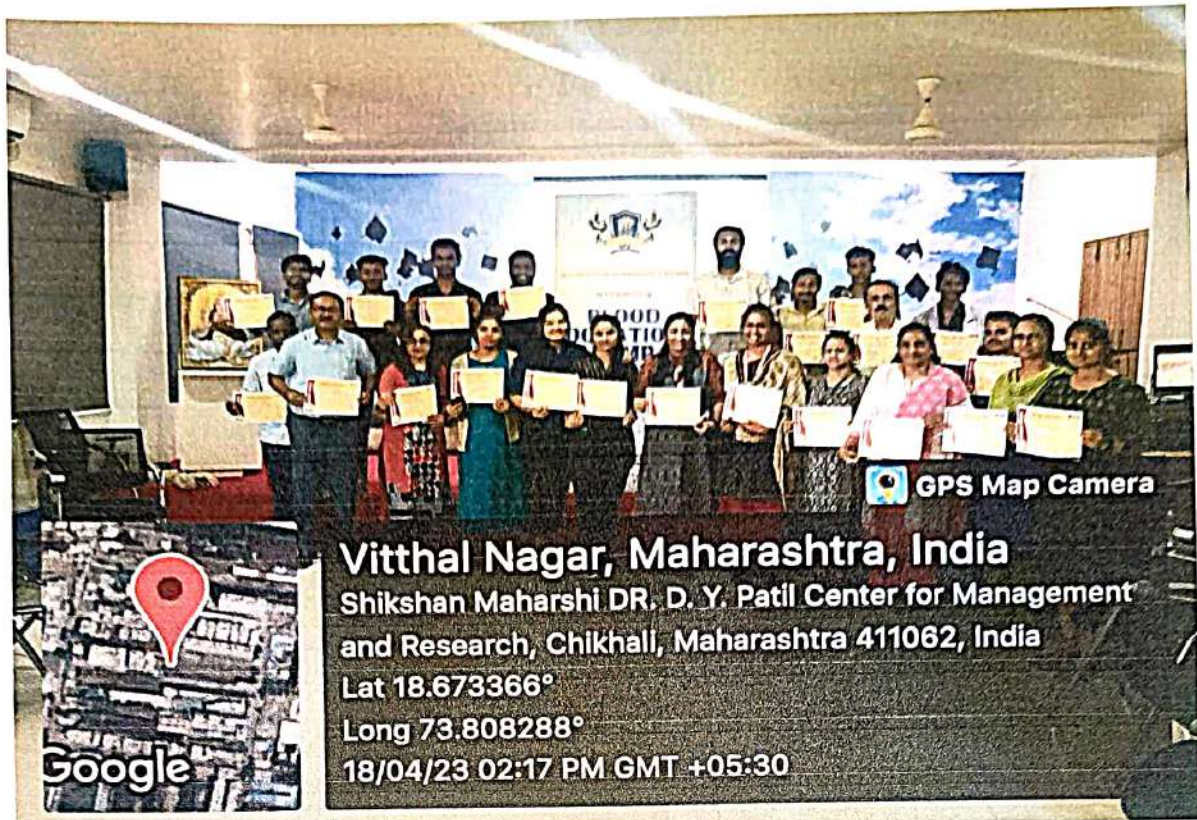 BLOOD
GPS Map Camera
Vitthal Nagar, Maharashtra, India
Shikshan Maharshi DR. D. Y. Patil Center for Management
and Research, Chikhali, Maharashtra 411062, India
Lat 18.673366°
Long 73.808288°
18/04/23 02:17 PM GMT +05:30
Google